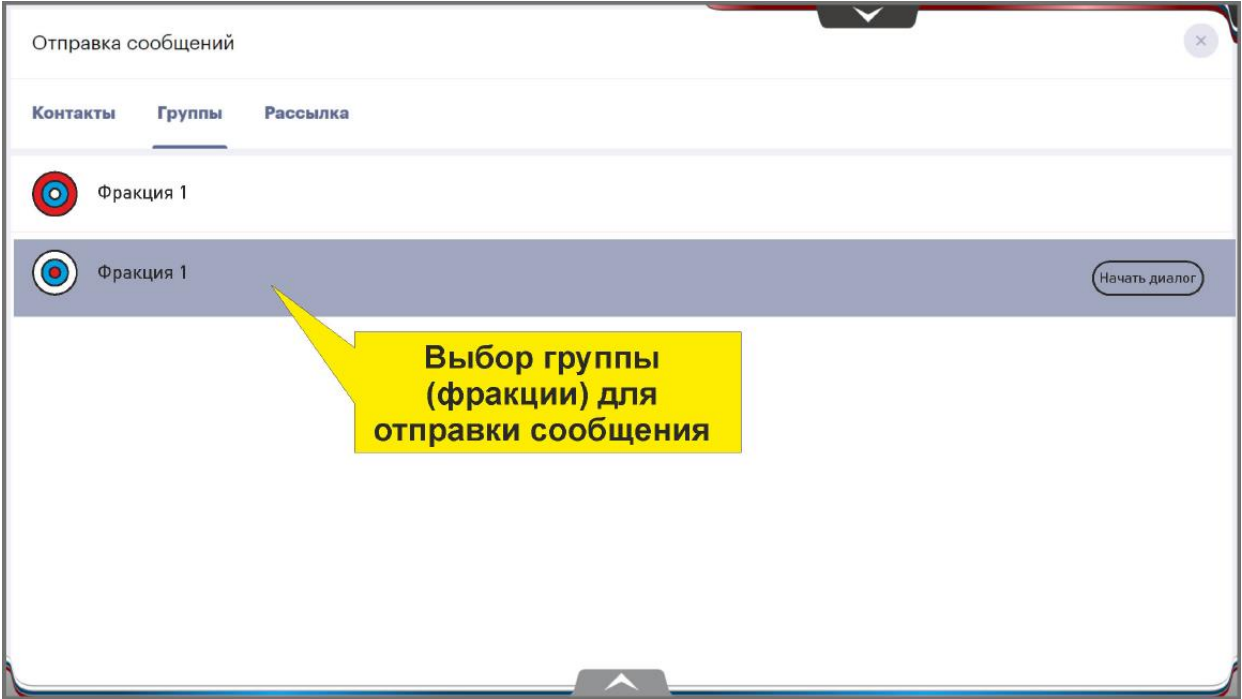 Отправка сообщений
Контакты Группы Рассылка
Фракция 1
Фракция 1 Начать диалог
Выбор группы
(фракции) для
отправки сообщения